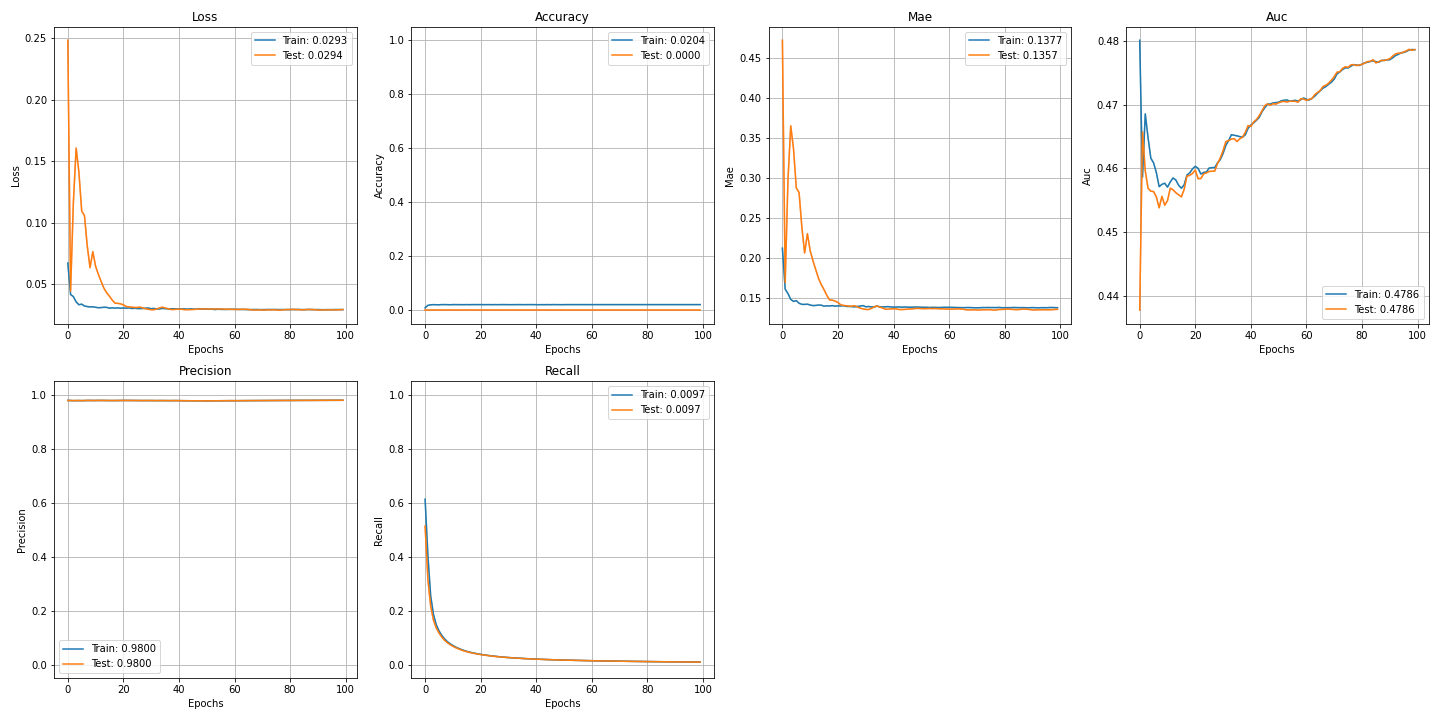 Loss
Loss
0.25
0.20
0.15
0.10
0.05
Train: 0.0293
Test: 0.0294
0
20
40
60
80
100
Epochs
Accuracy
Accuracy
1.0
0.8
0.6
0.4
0.2
0.0
Train: 0.0204
Test: 0.0000
0
20
40
60
80
100
Epochs
Mae
Mae
0.45
0.40
0.35
0.30
0.25
0.20
0.15
Train: 0.1377
Test: 0.1357
0
20
40
60
80
100
Epochs
Auc
Auc
0.48
0.47
0.46
0.45
0.44
Train: 0.4786
Test: 0.4786
0
20
40
60
80
100
Epochs
Precision
Precision
1.0
0.8
0.6
0.4
0.2
0.0
Train: 0.9800
Test: 0.9800
0
20
40
60
80
100
Epochs
Recall
Recall
1.0
0.8
0.6
0.4
0.2
0.0
Train: 0.0097
Test: 0.0097
0
20
40
60
80
100
Epochs